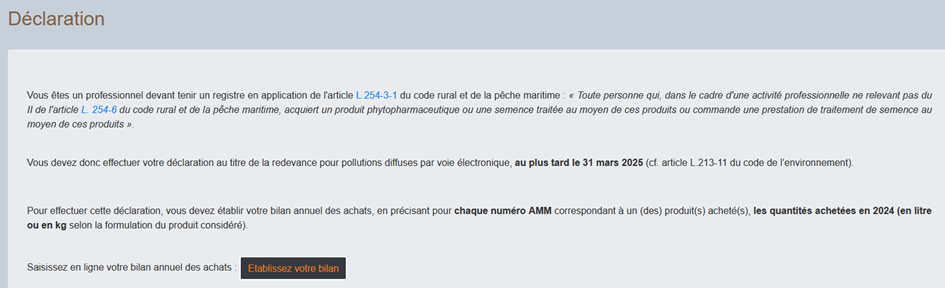 Déclaration
Vous êtes un professionnel devant tenir un registre en application de l'article L.254-3-1 du code rural et de la pêche maritime : « Toute personne qui, dans le cadre d'une activité professionnelle ne relevant pas du
II de l'article L. 254-6 du code rural et de la pêche maritime, acquiert un produit phytopharmaceutique ou une semence traitée au moyen de ces produits ou commande une prestation de traitement de semence au
moyen de ces produits ».
Vous devez donc effectuer votre déclaration au titre de la redevance pour pollutions diffuses par voie électronique, au plus tard le 31 mars 2025 (cf. article L.213-11 du code de l'environnement).
Pour effectuer cette déclaration, vous devez établir votre bilan annuel des achats, en précisant pour chaque numéro AMM correspondant à un (des) produit(s) acheté(s), les quantités achetées en 2024 (en litre
ou en kg selon la formulation du produit considéré).
Saisissez en ligne votre bilan annuel des achats : Etablissez votre bilan